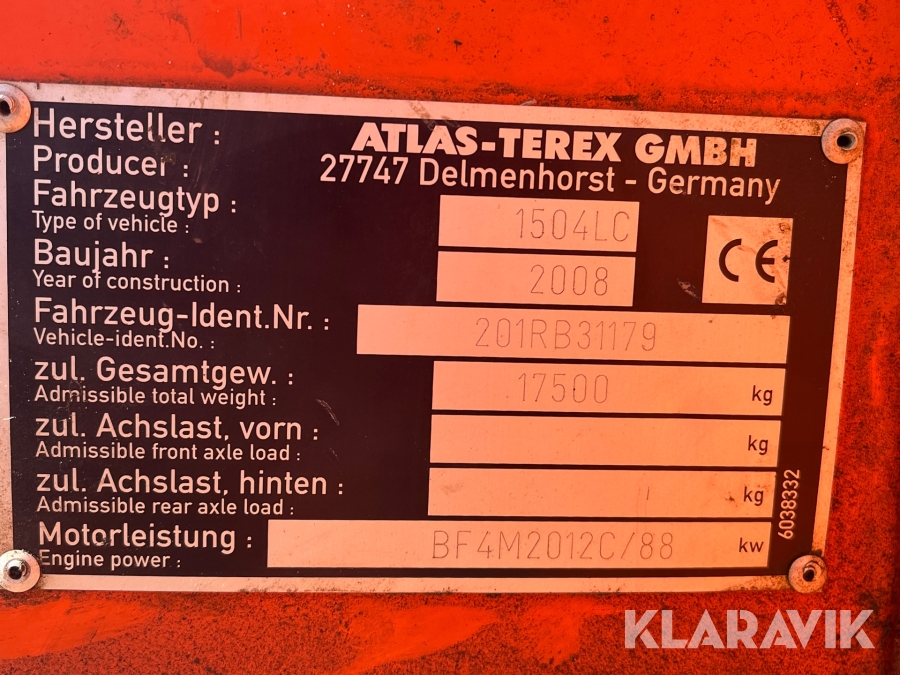 Hersteller : ATLAS-TEREX GMBH
Producer : 27747 Delmenhorst - Germany
Fahrzeugtyp :
Type of vehicle : 1504LC
Baujahr :
Year of construction : 2008
CE
Fahrzeug-Ident.Nr. :
Vehicle-ident.No. : 201RB31179
zul. Gesamtgew. :
Admissible total weight : 17500 kg
zul. Achslast, vorn :
Admissible front axle load : kg
zul. Achslast, hinten :
Admissible rear axle load : kg
Motorleistung :
Engine power : BF4M2012C/88 kw
6038332
KLARAVIK